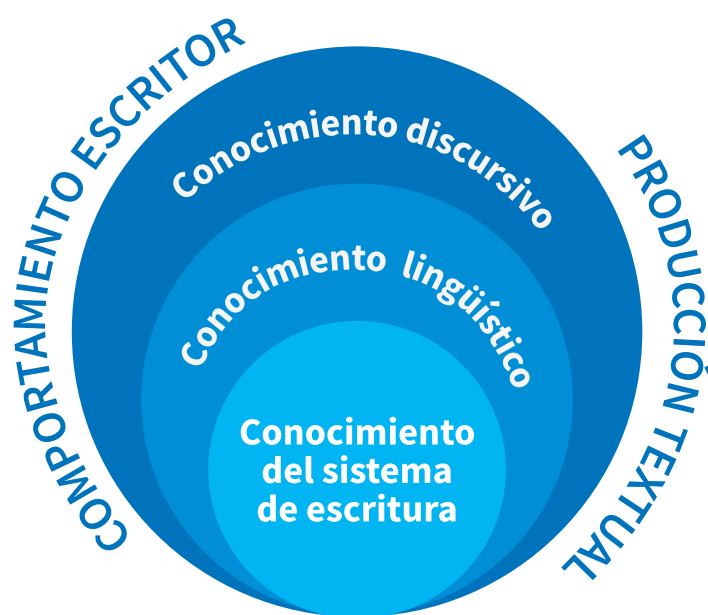 COMPORTAMIENTO ESCRITOR
PRODUCCIÓN TEXTUAL
Conocimiento discursivo
Conocimiento lingüístico
Conocimiento
del sistema
de escritura